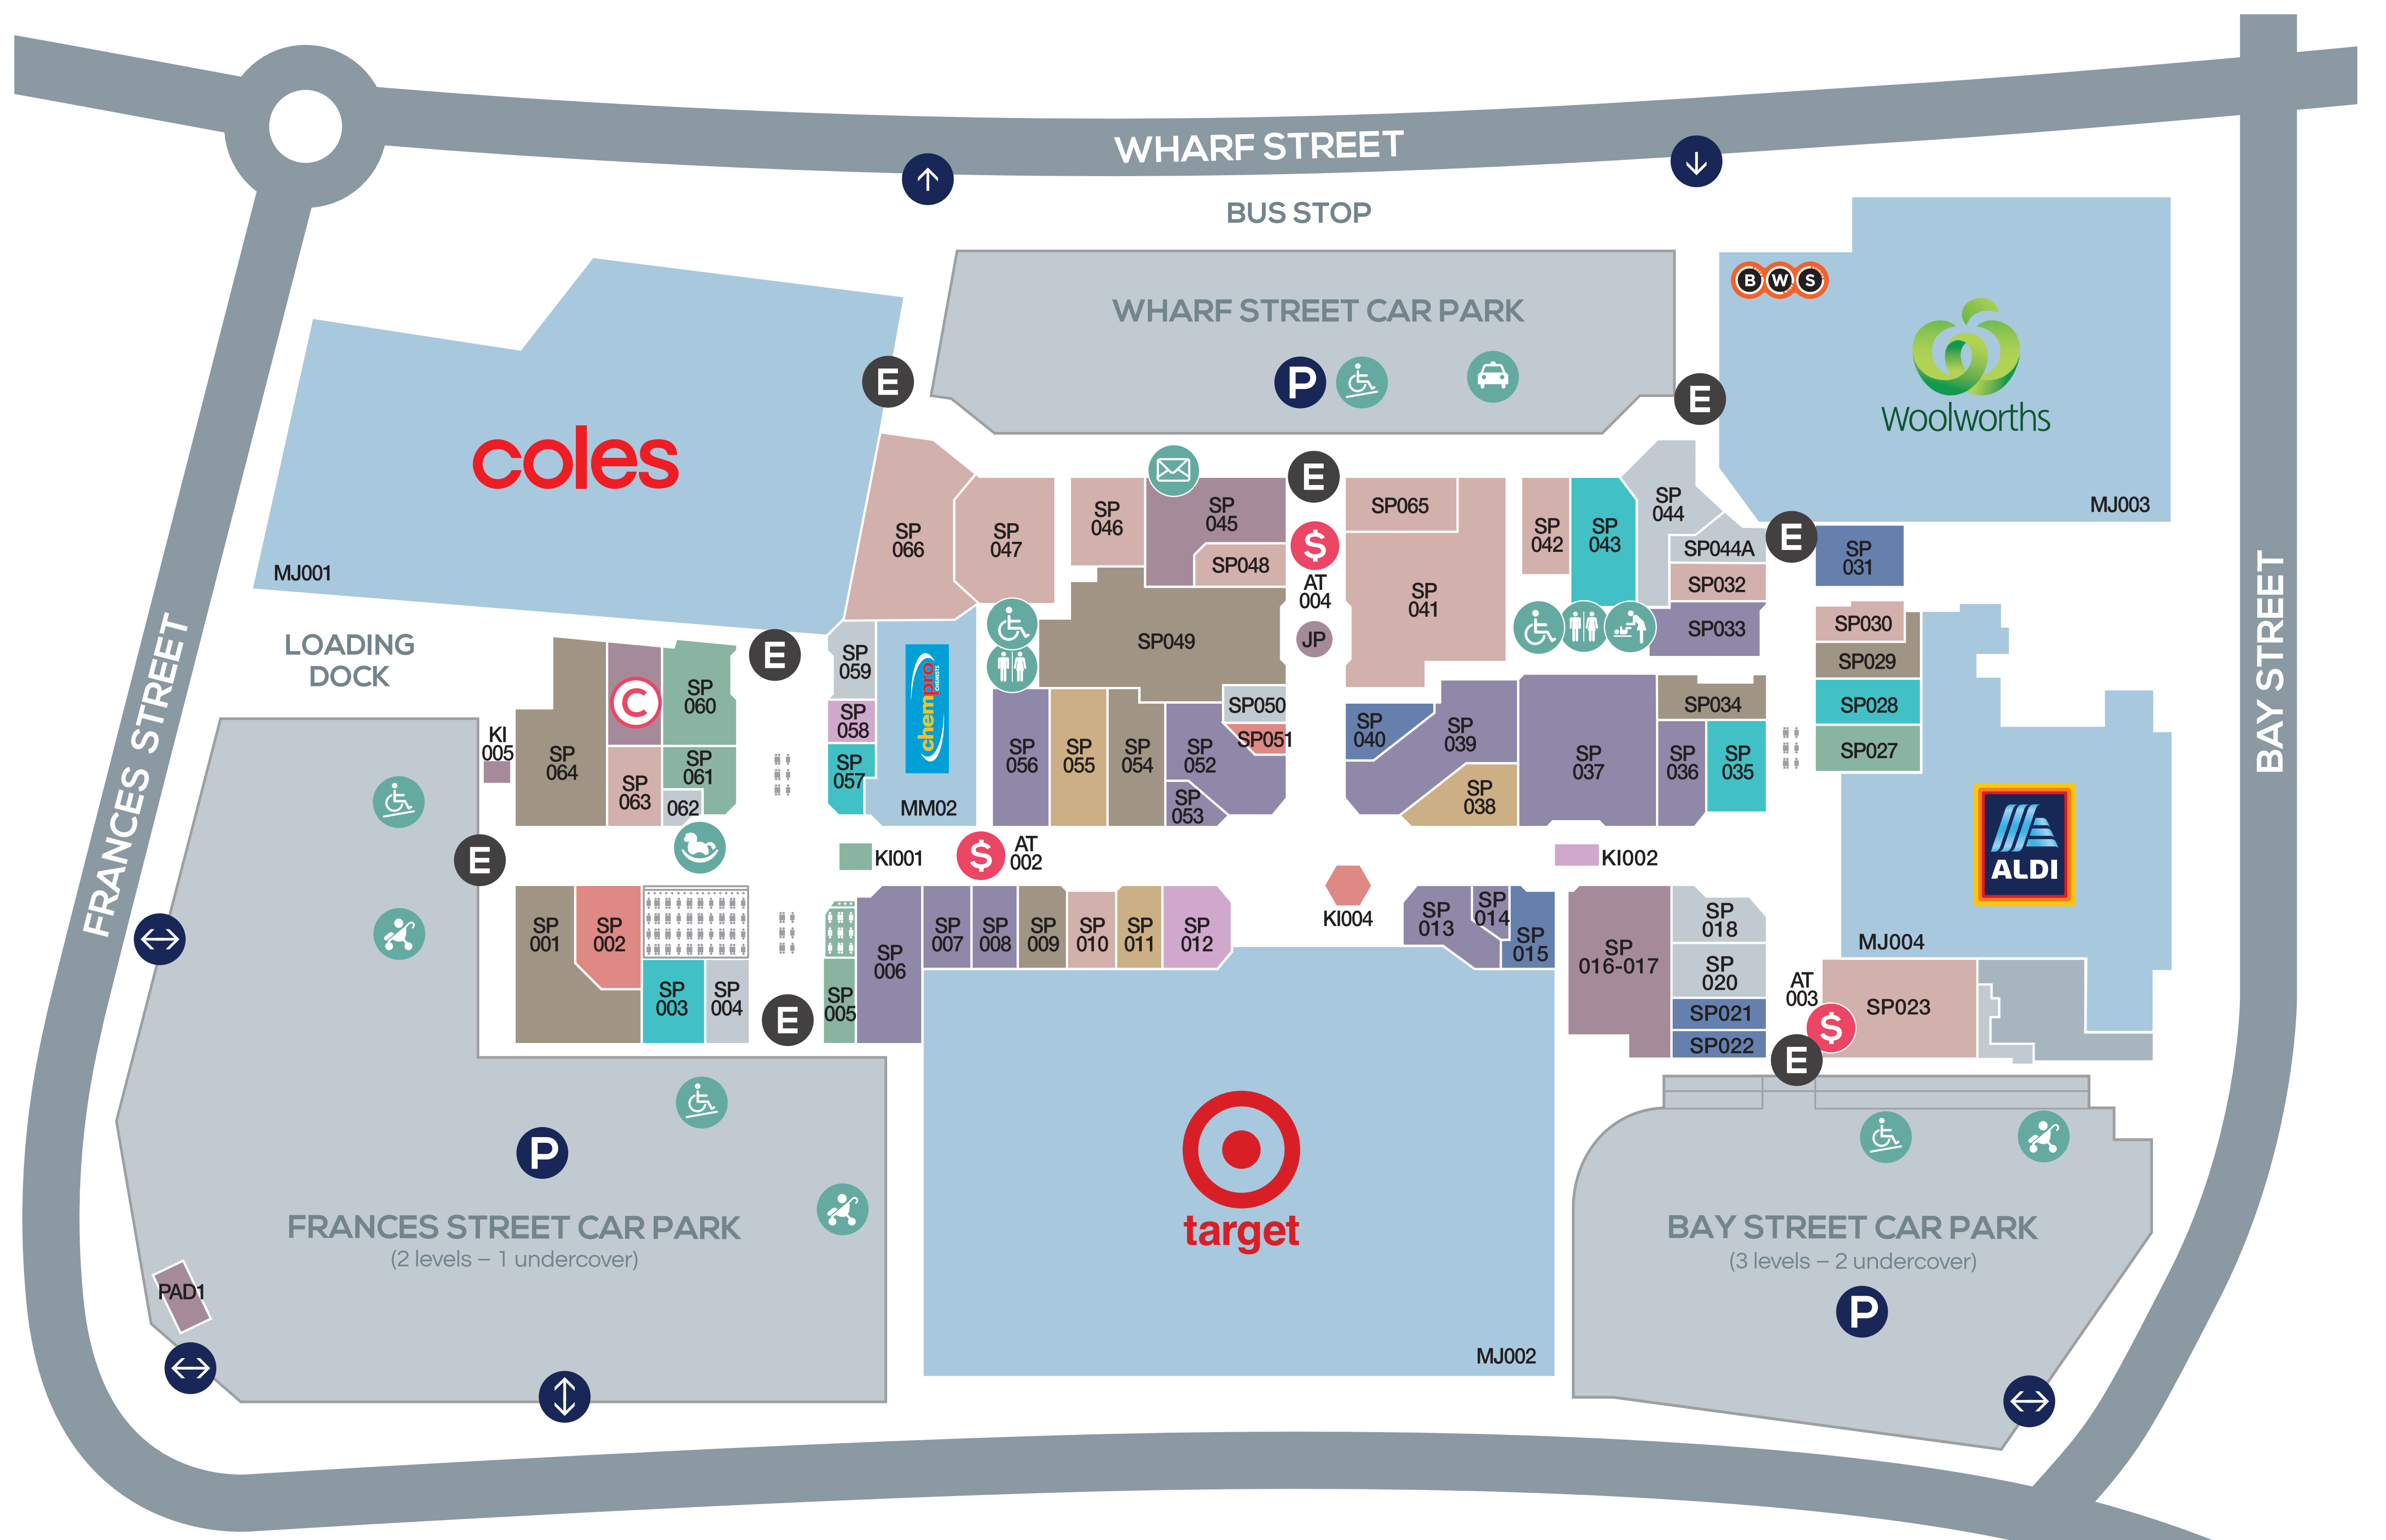 WHARF STREET
BUS STOP
BWS
WHARF STREET CAR PARK
P
Woolworths
E
E
coles
MJ003
E
SP
046
SP
045
SP065
SP
044
SP
066
SP
047
SP
042
SP
043
E
$
SP044A
SP
031
SP048
MJ001
AT
004
SP
041
SP032
BAY STREET
FRANCES STREET
LOADING
DOCK
E
SP
059
SP049
JP
SP033
SP030
SP029
C
SP
060
SP
058
chempro
CHEMISTS
SP050
SP034
SP028
KI
005
SP
064
SP051
SP
040
SP
039
SP027
SP
063
SP
061
062
SP
057
MM02
SP
056
SP
055
SP
054
SP
052
SP
053
SP
038
SP
037
SP
036
SP
035
ALDI
E
KI001
$
AT
002
KI002
KI004
SP
001
SP
002
SP
007
SP
008
SP
009
SP
010
SP
011
SP
012
SP
013
SP
014
SP
015
SP
016-017
SP
018
MJ004
SP
003
SP
004
SP
005
SP
006
SP
020
AT
003
SP023
E
SP021
$
SP022
E
P
FRANCES STREET CAR PARK
(2 levels – 1 undercover)
target
BAY STREET CAR PARK
(3 levels – 2 undercover)
PAD1
P
MJ002